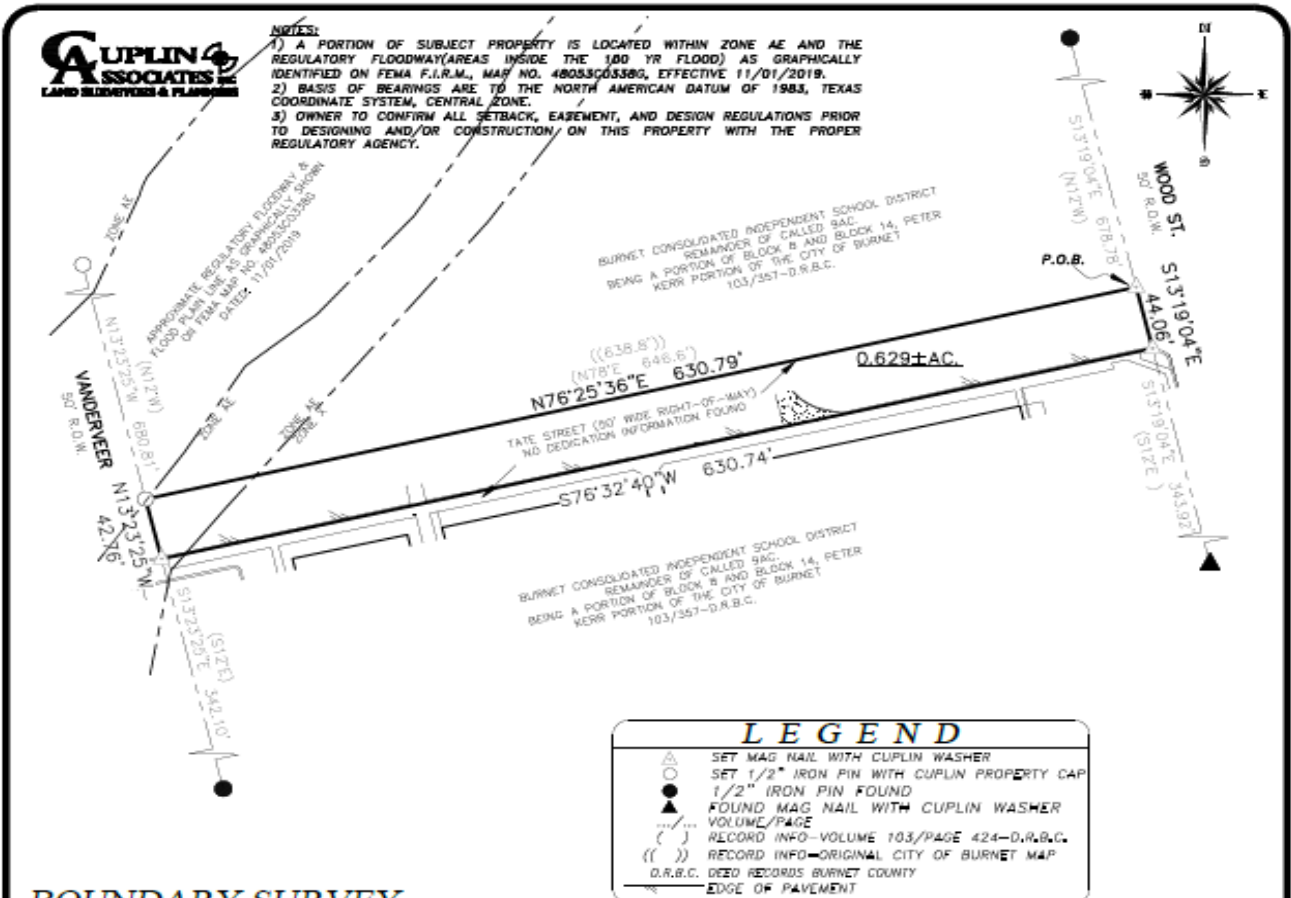 CUPLIN
ASSOCIATES INC
LAND SURVEYORS & PLANNERS
NOTES:
1) A PORTION OF SUBJECT PROPERTY IS LOCATED WITHIN ZONE AE AND THE
REGULATORY FLOODWAY(AREAS INSIDE THE 100 YR FLOOD) AS GRAPHICALLY
IDENTIFIED ON FEMA F.I.R.M., MAP NO. 48053C0338G, EFFECTIVE 11/01/2019.
2) BASIS OF BEARINGS ARE TO THE NORTH AMERICAN DATUM OF 1983, TEXAS
COORDINATE SYSTEM, CENTRAL ZONE.
3) OWNER TO CONFIRM ALL SETBACK, EASEMENT, AND DESIGN REGULATIONS PRIOR
TO DESIGNING AND/OR CONSTRUCTION ON THIS PROPERTY WITH THE PROPER
REGULATORY AGENCY.
N
E
S
ZONE AE
APPROXIMATE REGULATORY FLOODWAY &
FLOOD PLAIN LINE AS GRAPHICALLY SHOWN
ON FEMA MAP NO. 48053C0338G
DATED: 11/01/2019
S13°19'04"E 678.78'
(N12°W)
WOOD ST.
50' R.O.W.
BURNET CONSOLIDATED INDEPENDENT SCHOOL DISTRICT
REMAINDER OF CALLED 9AC.
BEING A PORTION OF BLOCK 8 AND BLOCK 14, PETER
KERR PORTION OF THE CITY OF BURNET
103/357-D.R.B.C.
P.O.B.
S13°19'04"E
44.06'
N13°23'25"W 680.81'
(N12°W)
VANDERVEER
50' R.O.W.
((638.8'))
(N78°E 646.6')
N76°25'36"E 630.79'
0.629±AC.
ZONE AE
ZONE AE
ZONE X
TATE STREET (50' WIDE RIGHT-OF-WAY)
NO DEDICATION INFORMATION FOUND
S76°32'40"W 630.74'
N13°23'25"W
42.76'
S13°19'04"E 343.92'
(S12°E )
BURNET CONSOLIDATED INDEPENDENT SCHOOL DISTRICT
REMAINDER OF CALLED 9AC.
BEING A PORTION OF BLOCK 8 AND BLOCK 14, PETER
KERR PORTION OF THE CITY OF BURNET
103/357-D.R.B.C.
S13°23'25"E 342.10'
(S12°E)
LEGEND
SET MAG NAIL WITH CUPLIN WASHER
SET 1/2" IRON PIN WITH CUPLIN PROPERTY CAP
1/2" IRON PIN FOUND
FOUND MAG NAIL WITH CUPLIN WASHER
.../... VOLUME/PAGE
( ) RECORD INFO-VOLUME 103/PAGE 424-D.R.B.C.
(( )) RECORD INFO-ORIGINAL CITY OF BURNET MAP
D.R.B.C. DEED RECORDS BURNET COUNTY
EDGE OF PAVEMENT
BOUNDARY SURVEY